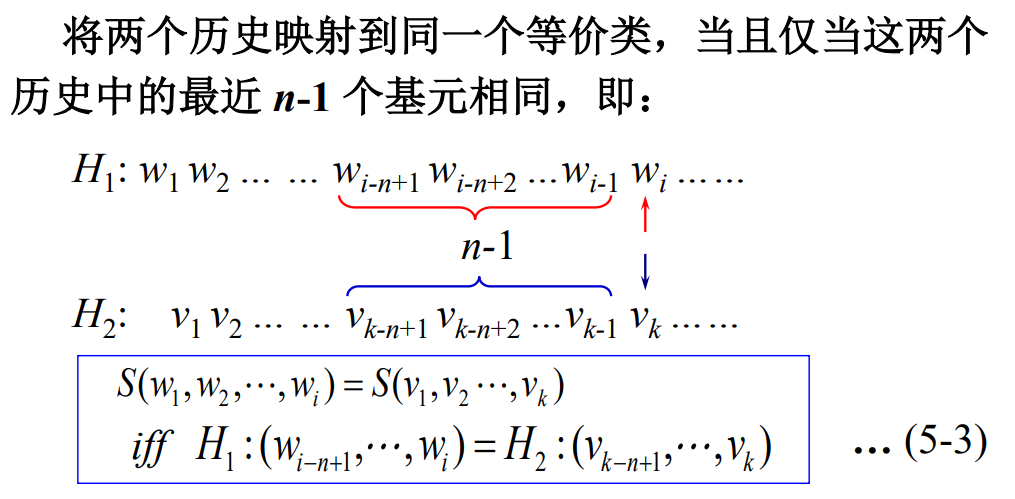 将两个历史映射到同一个等价类，当且仅当这两个
历史中的最近 n-1 个基元相同，即：
H₁: w₁ w₂ … … wᵢ₋ₙ₊₁ wᵢ₋ₙ₊₂ …wᵢ₋₁ wᵢ ……
n-1
H₂: v₁ v₂ … … vₖ₋ₙ₊₁ vₖ₋ₙ₊₂ …vₖ₋₁ vₖ ……
S(w₁,w₂,⋯,wᵢ) = S(v₁,v₂⋯,vₖ)
iff H₁:(wᵢ₋ₙ₊₁,⋯,wᵢ) = H₂:(vₖ₋ₙ₊₁,⋯,vₖ) … (5-3)